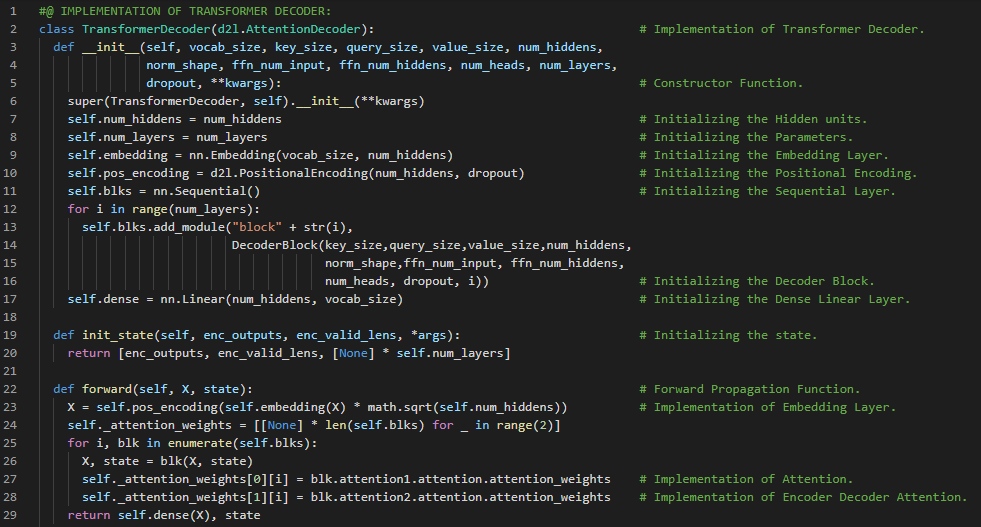 1 #@ IMPLEMENTATION OF TRANSFORMER DECODER:
2 class TransformerDecoder(d2l.AttentionDecoder): # Implementation of Transformer Decoder.
3   def __init__(self, vocab_size, key_size, query_size, value_size, num_hiddens,
4                norm_shape, ffn_num_input, ffn_num_hiddens, num_heads, num_layers,
5                dropout, **kwargs): # Constructor Function.
6     super(TransformerDecoder, self).__init__(**kwargs)
7     self.num_hiddens = num_hiddens # Initializing the Hidden units.
8     self.num_layers = num_layers # Initializing the Parameters.
9     self.embedding = nn.Embedding(vocab_size, num_hiddens) # Initializing the Embedding Layer.
10     self.pos_encoding = d2l.PositionalEncoding(num_hiddens, dropout) # Initializing the Positional Encoding.
11     self.blks = nn.Sequential() # Initializing the Sequential Layer.
12     for i in range(num_layers):
13       self.blks.add_module("block" + str(i),
14                            DecoderBlock(key_size,query_size,value_size,num_hiddens,
15                                         norm_shape,ffn_num_input, ffn_num_hiddens,
16                                         num_heads, dropout, i)) # Initializing the Decoder Block.
17     self.dense = nn.Linear(num_hiddens, vocab_size) # Initializing the Dense Linear Layer.
18
19   def init_state(self, enc_outputs, enc_valid_lens, *args): # Initializing the state.
20     return [enc_outputs, enc_valid_lens, [None] * self.num_layers]
21
22   def forward(self, X, state): # Forward Propagation Function.
23     X = self.pos_encoding(self.embedding(X) * math.sqrt(self.num_hiddens)) # Implementation of Embedding Layer.
24     self._attention_weights = [[None] * len(self.blks) for _ in range(2)]
25     for i, blk in enumerate(self.blks):
26       X, state = blk(X, state)
27       self._attention_weights[0][i] = blk.attention1.attention.attention_weights # Implementation of Attention.
28       self._attention_weights[1][i] = blk.attention2.attention.attention_weights # Implementation of Encoder Decoder Attention.
29     return self.dense(X), state